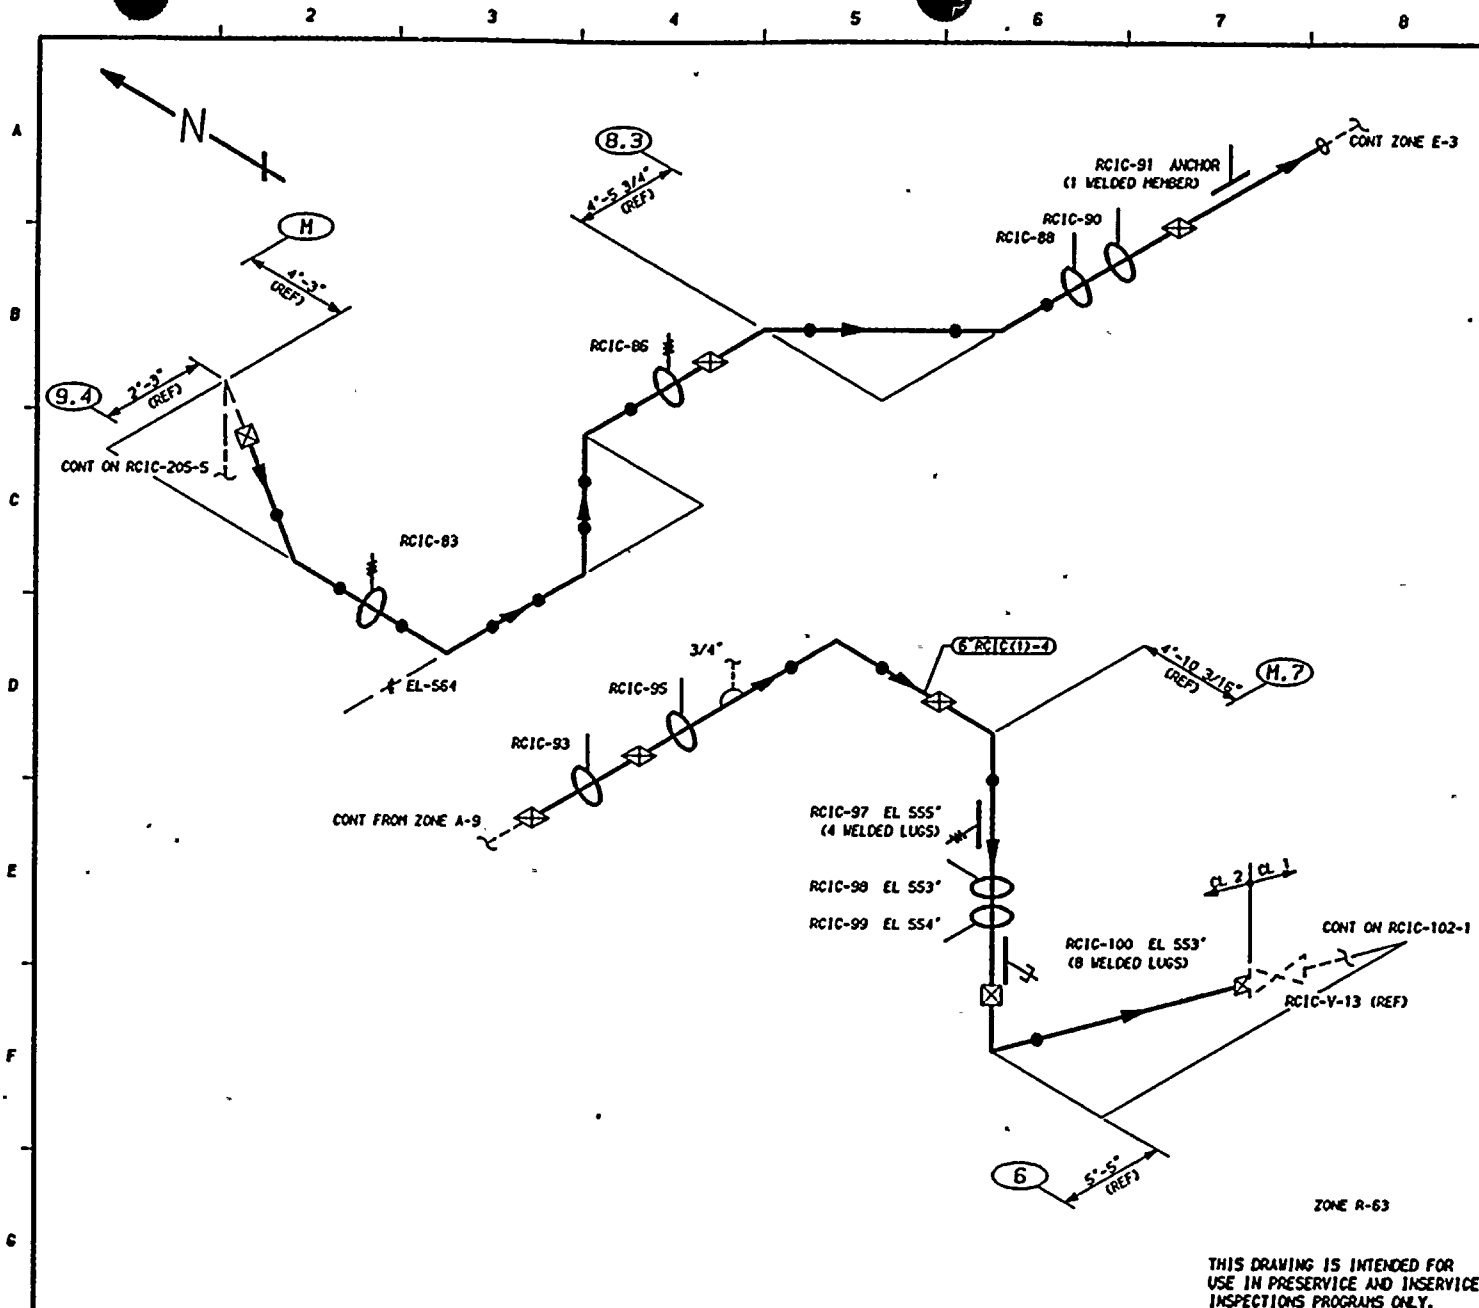 2 3 4 5 6 7 8
A
N
8.3
4'-5 3/4"
(REF)
CONT ZONE E-3
RCIC-91 ANCHOR
(1 WELDED MEMBER)
RCIC-90
RCIC-88
M
4'-3"
(REF)
B
RCIC-86
9.4
2'-3"
(REF)
CONT ON RCIC-205-5
C
RCIC-83
EL-564
D
3/4"
6"RCIC(1)-4
4'-10 3/16"
(REF)
M.7
RCIC-95
RCIC-93
CONT FROM ZONE A-9
RCIC-97 EL 555'
(4 WELDED LUGS)
E
RCIC-98 EL 553'
RCIC-99 EL 554'
CL 2 CL 1
RCIC-100 EL 553'
(8 WELDED LUGS)
CONT ON RCIC-102-1
RCIC-V-13 (REF)
F
6
5'-5"
(REF)
ZONE R-63
G
THIS DRAWING IS INTENDED FOR
USE IN PRESERVICE AND INSERVICE
INSPECTIONS PROGRAMS ONLY.